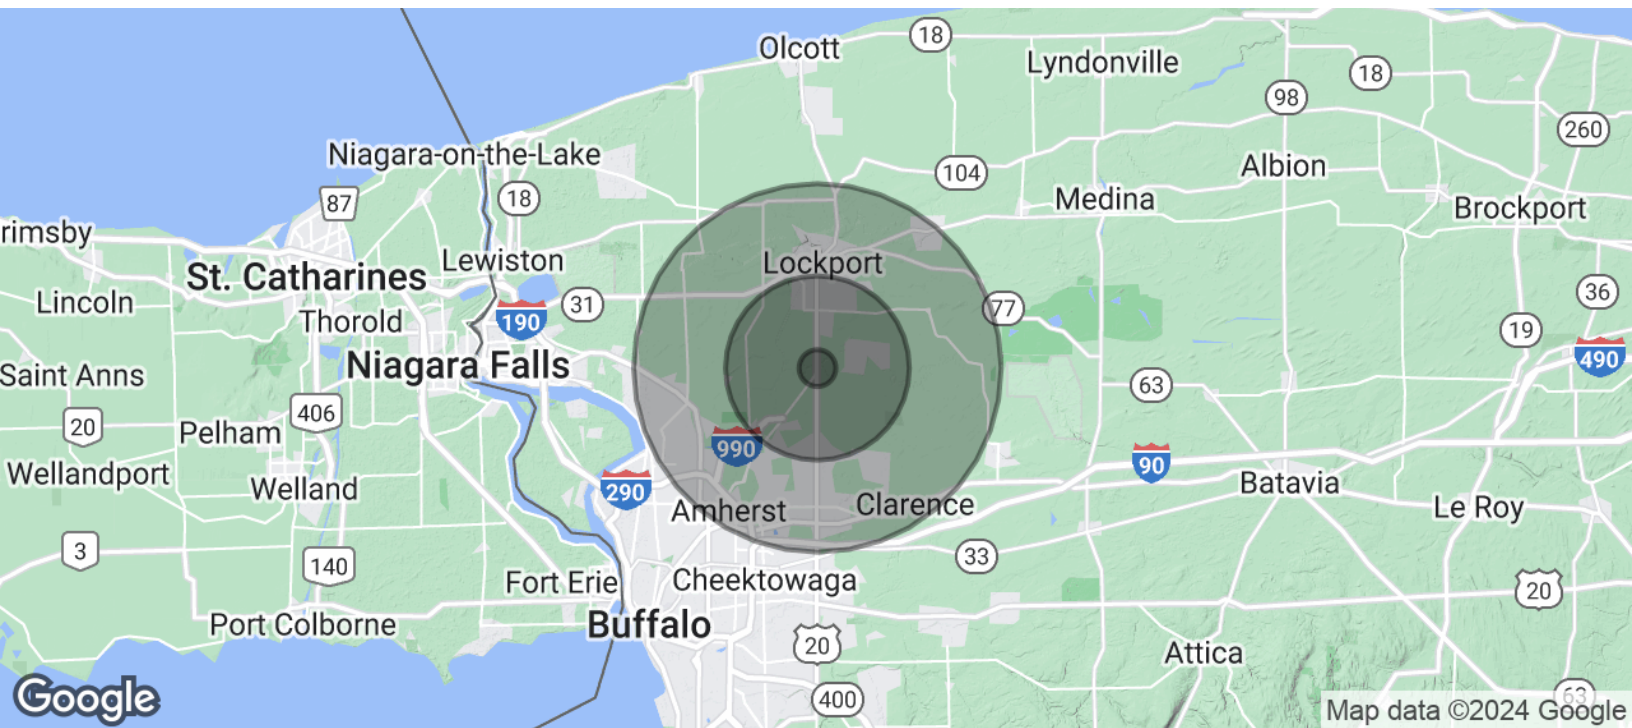 Olcott
18
Lyndonville
18
98
260
Niagara-on-the-Lake
104
Albion
87
18
Medina
Brockport
rimsby
Lewiston
Lockport
St. Catharines
36
Lincoln
31
77
Thorold
190
19
Niagara Falls
490
Saint Anns
63
406
20
Pelham
990
90
Wellandport
Welland
290
Batavia
Amherst
Clarence
Le Roy
3
33
140
Fort Erie
Cheektowaga
20
Port Colborne
Buffalo
20
Attica
Google
400
63
Map data ©2024 Google